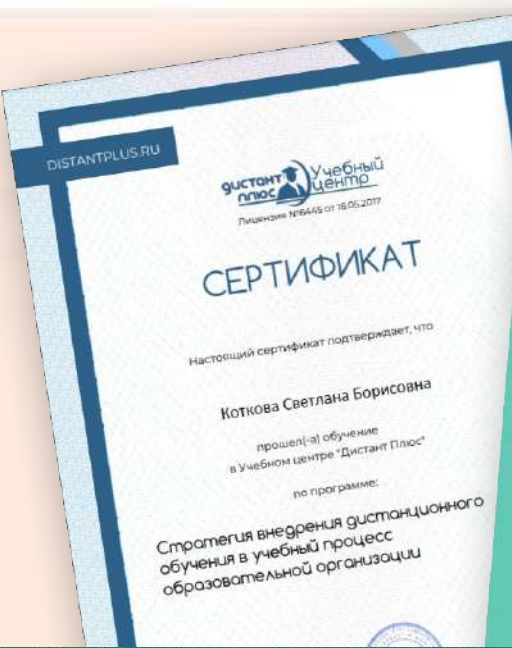 DISTANTPLUS.RU
дистант плюс
Учебный центр
Лицензия №6445 от 16.05.2017
СЕРТИФИКАТ
Настоящий сертификат подтверждает, что
Коткова Светлана Борисовна
прошел(-а) обучение
в Учебном центре "Дистант Плюс"
по программе:
Стратегия внедрения дистанционного
обучения в учебный процесс
образовательной организации